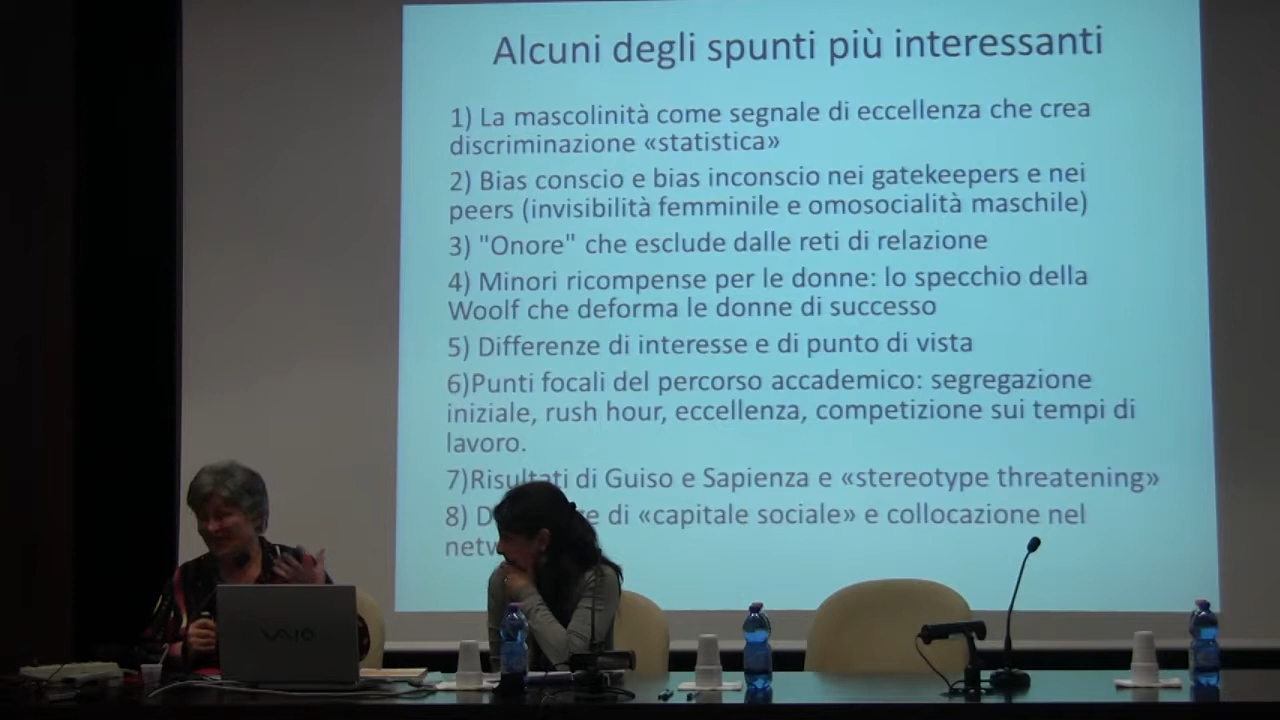 Alcuni degli spunti più interessanti
1) La mascolinità come segnale di eccellenza che crea
discriminazione «statistica»
2) Bias conscio e bias inconscio nei gatekeepers e nei
peers (invisibilità femminile e omosocialità maschile)
3) "Onore" che esclude dalle reti di relazione
4) Minori ricompense per le donne: lo specchio della
Woolf che deforma le donne di successo
5) Differenze di interesse e di punto di vista
6)Punti focali del percorso accademico: segregazione
iniziale, rush hour, eccellenza, competizione sui tempi di
lavoro.
7)Risultati di Guiso e Sapienza e «stereotype threatening»
8) di «capitale sociale» e collocazione nel
VAIO